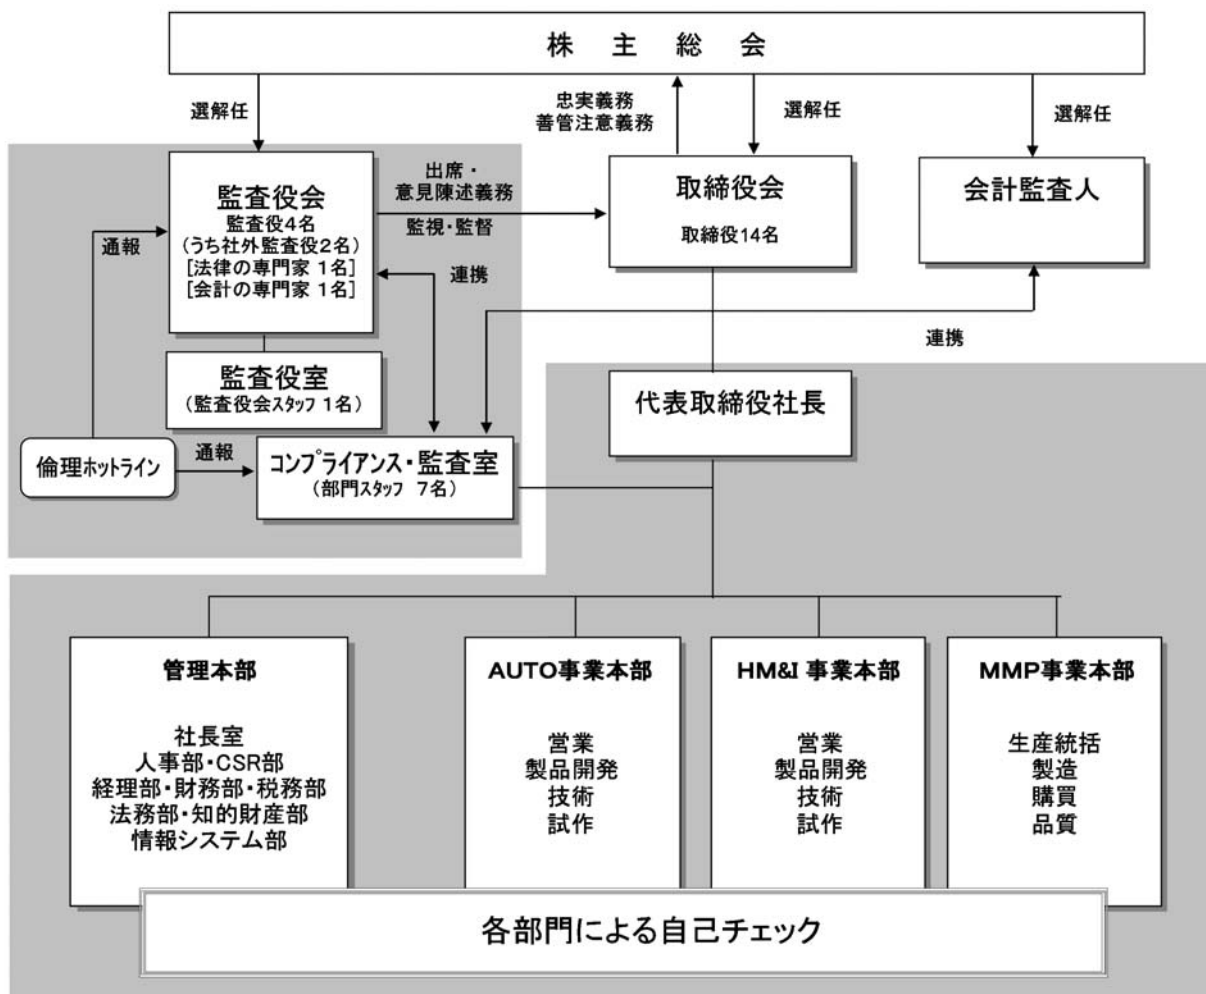 株主総会
選解任
忠実義務
善管注意義務
選解任
選解任
監査役会
監査役4名
(うち社外監査役2名)
[法律の専門家 1名]
[会計の専門家 1名]
出席・
意見陳述義務
監視・監督
取締役会
取締役14名
会計監査人
通報
連携
連携
監査役室
(監査役会スタッフ 1名)
代表取締役社長
倫理ホットライン
通報
コンプライアンス・監査室
(部門スタッフ 7名)
管理本部
社長室
人事部・CSR部
経理部・財務部・税務部
法務部・知的財産部
情報システム部
AUTO事業本部
営業
製品開発
技術
試作
HM&I 事業本部
営業
製品開発
技術
試作
MMP事業本部
生産統括
製造
購買
品質
各部門による自己チェック